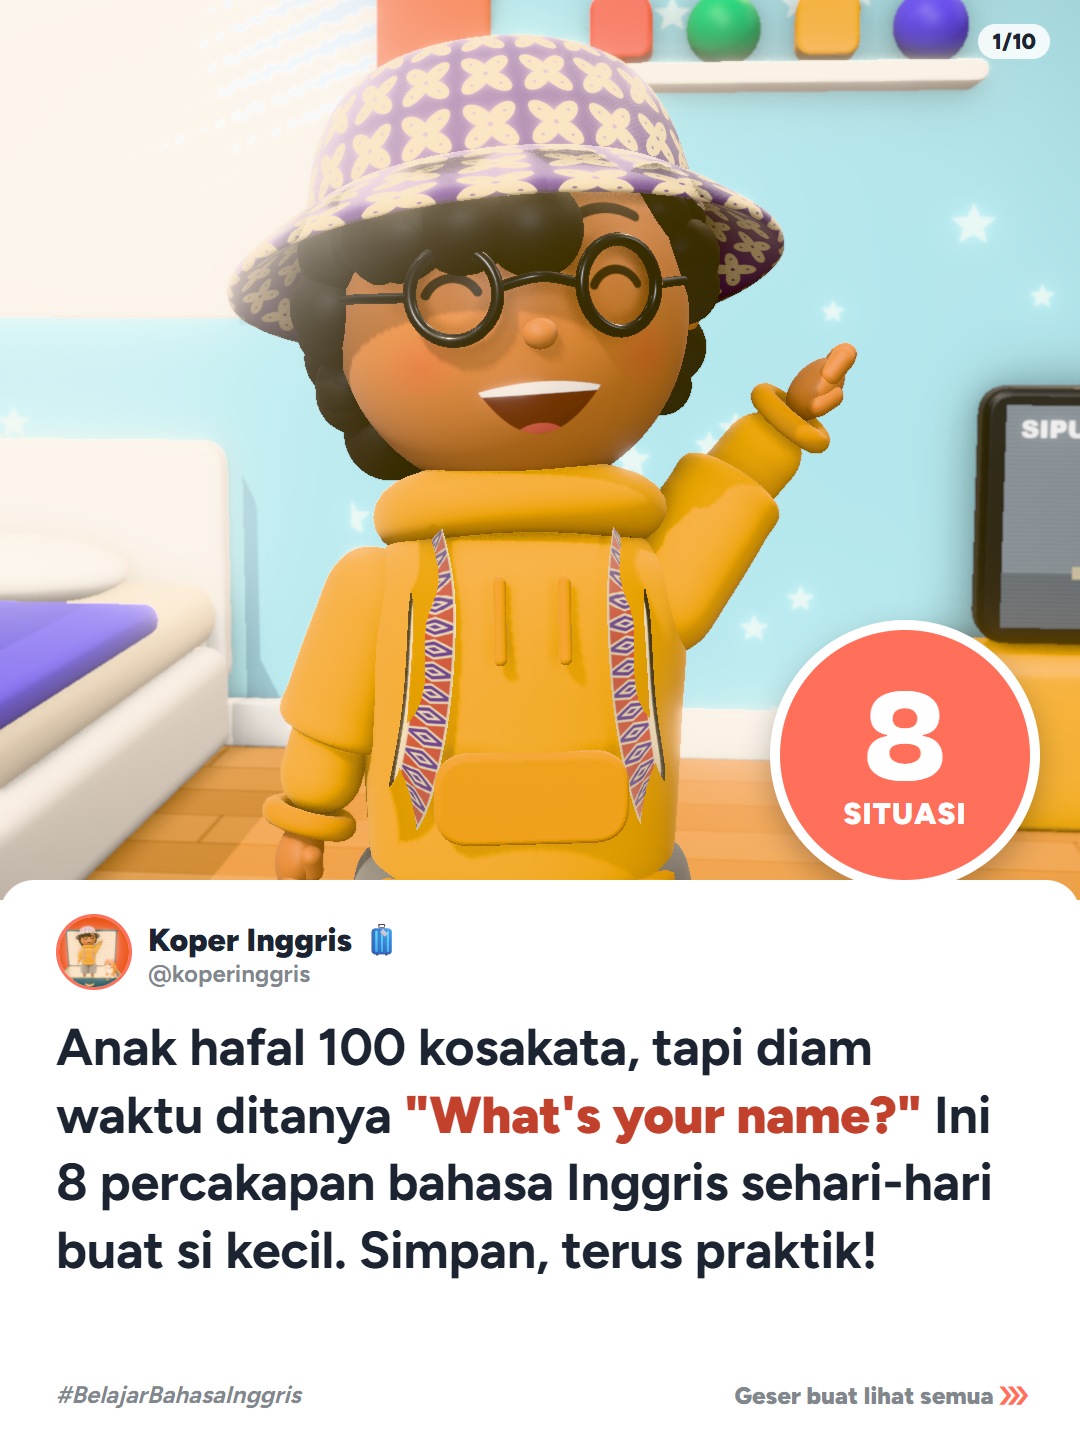 1/10
SIPU
8
SITUASI
Koper Inggris
@koperinggris
Anak hafal 100 kosakata, tapi diam
waktu ditanya "What's your name?" Ini
8 percakapan bahasa Inggris sehari-hari
buat si kecil. Simpan, terus praktik!
#BelajarBahasaInggris
Geser buat lihat semua